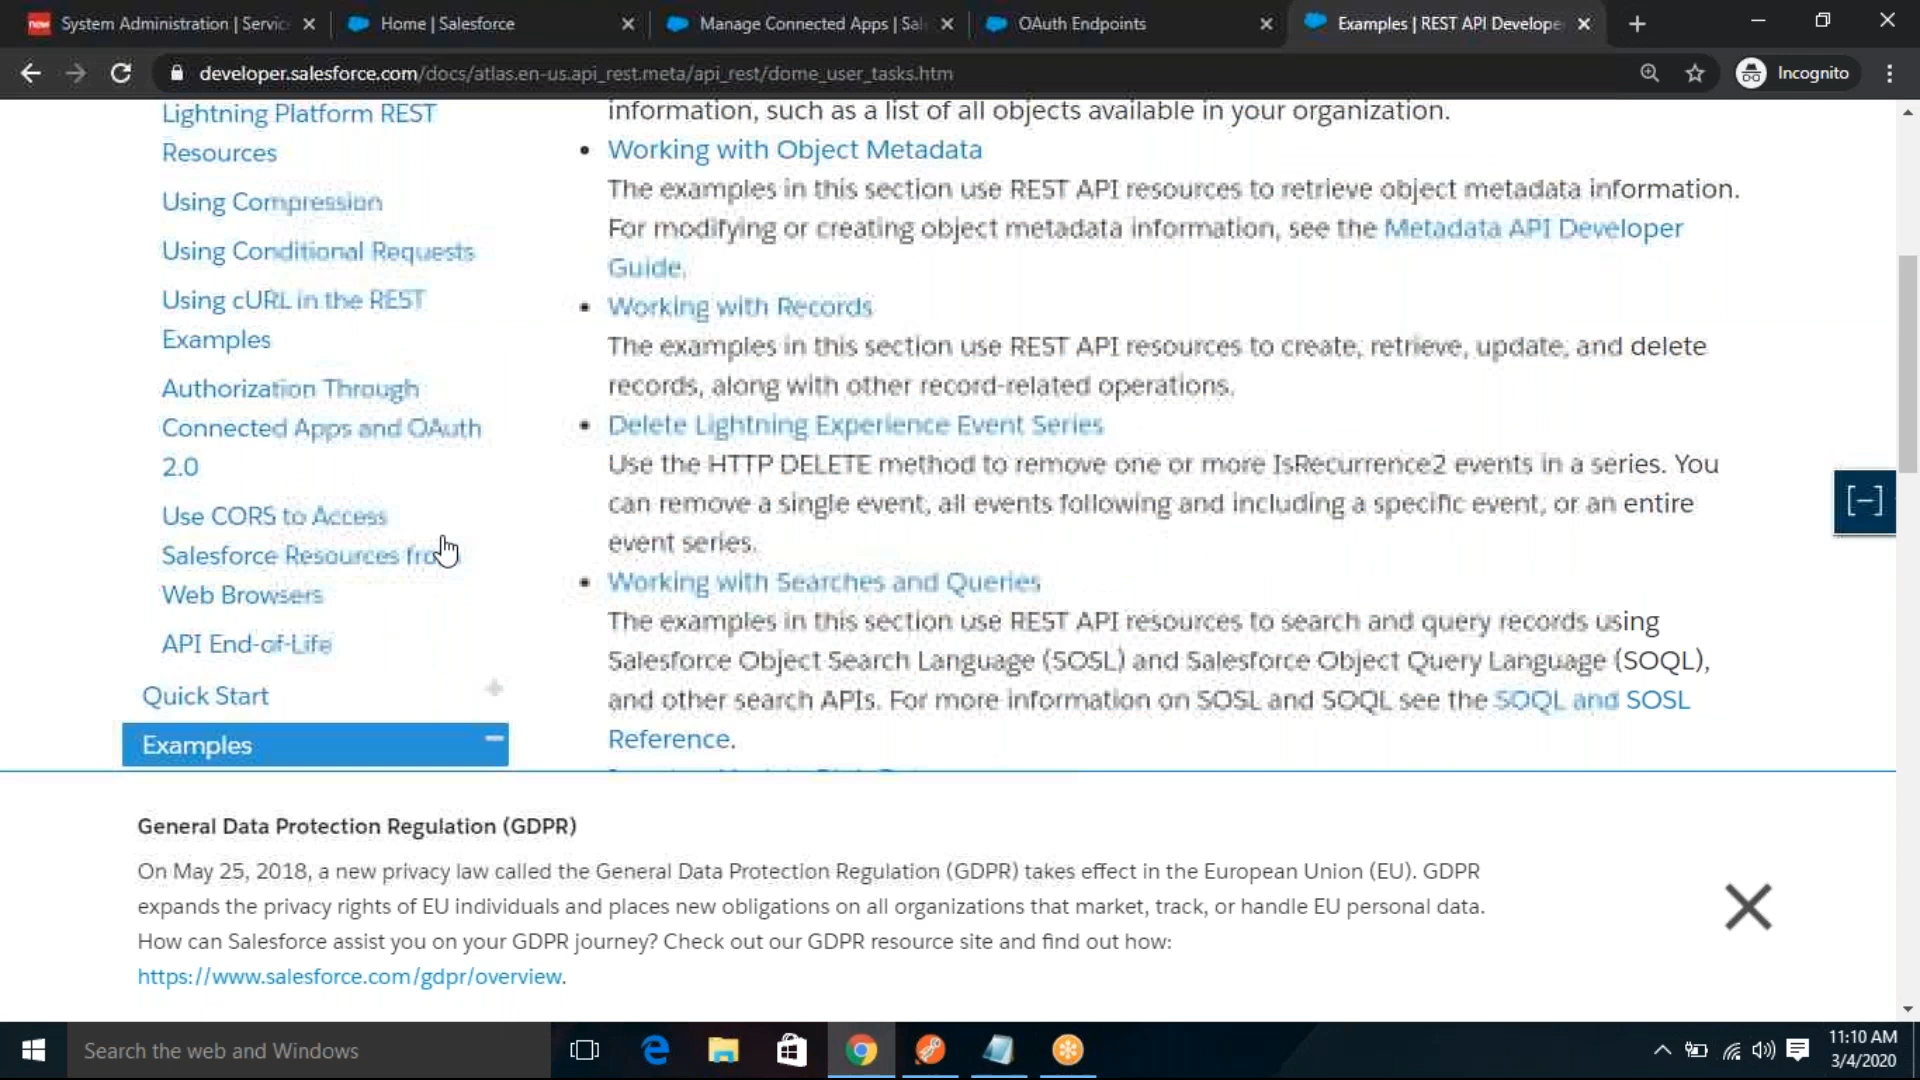 now System Administration | Servic
Home | Salesforce
Manage Connected Apps | Sal
OAuth Endpoints
Examples | REST API Develope
developer.salesforce.com/docs/atlas.en-us.api_rest.meta/api_rest/dome_user_tasks.htm
Incognito
Lightning Platform REST
Resources
Using Compression
Using Conditional Requests
Using cURL in the REST
Examples
Authorization Through
Connected Apps and OAuth
2.0
Use CORS to Access
Salesforce Resources fro
Web Browsers
API End-of-Life
Quick Start
Examples
information, such as a list of all objects available in your organization.
Working with Object Metadata
The examples in this section use REST API resources to retrieve object metadata information.
For modifying or creating object metadata information, see the Metadata API Developer
Guide.
Working with Records
The examples in this section use REST API resources to create, retrieve, update, and delete
records, along with other record-related operations.
Delete Lightning Experience Event Series
Use the HTTP DELETE method to remove one or more IsRecurrence2 events in a series. You
can remove a single event, all events following and including a specific event, or an entire
event series.
Working with Searches and Queries
The examples in this section use REST API resources to search and query records using
Salesforce Object Search Language (SOSL) and Salesforce Object Query Language (SOQL),
and other search APIs. For more information on SOSL and SOQL see the SOQL and SOSL
Reference.
[–]
General Data Protection Regulation (GDPR)
On May 25, 2018, a new privacy law called the General Data Protection Regulation (GDPR) takes effect in the European Union (EU). GDPR
expands the privacy rights of EU individuals and places new obligations on all organizations that market, track, or handle EU personal data.
How can Salesforce assist you on your GDPR journey? Check out our GDPR resource site and find out how:
https://www.salesforce.com/gdpr/overview.
Search the web and Windows
11:10 AM
3/4/2020